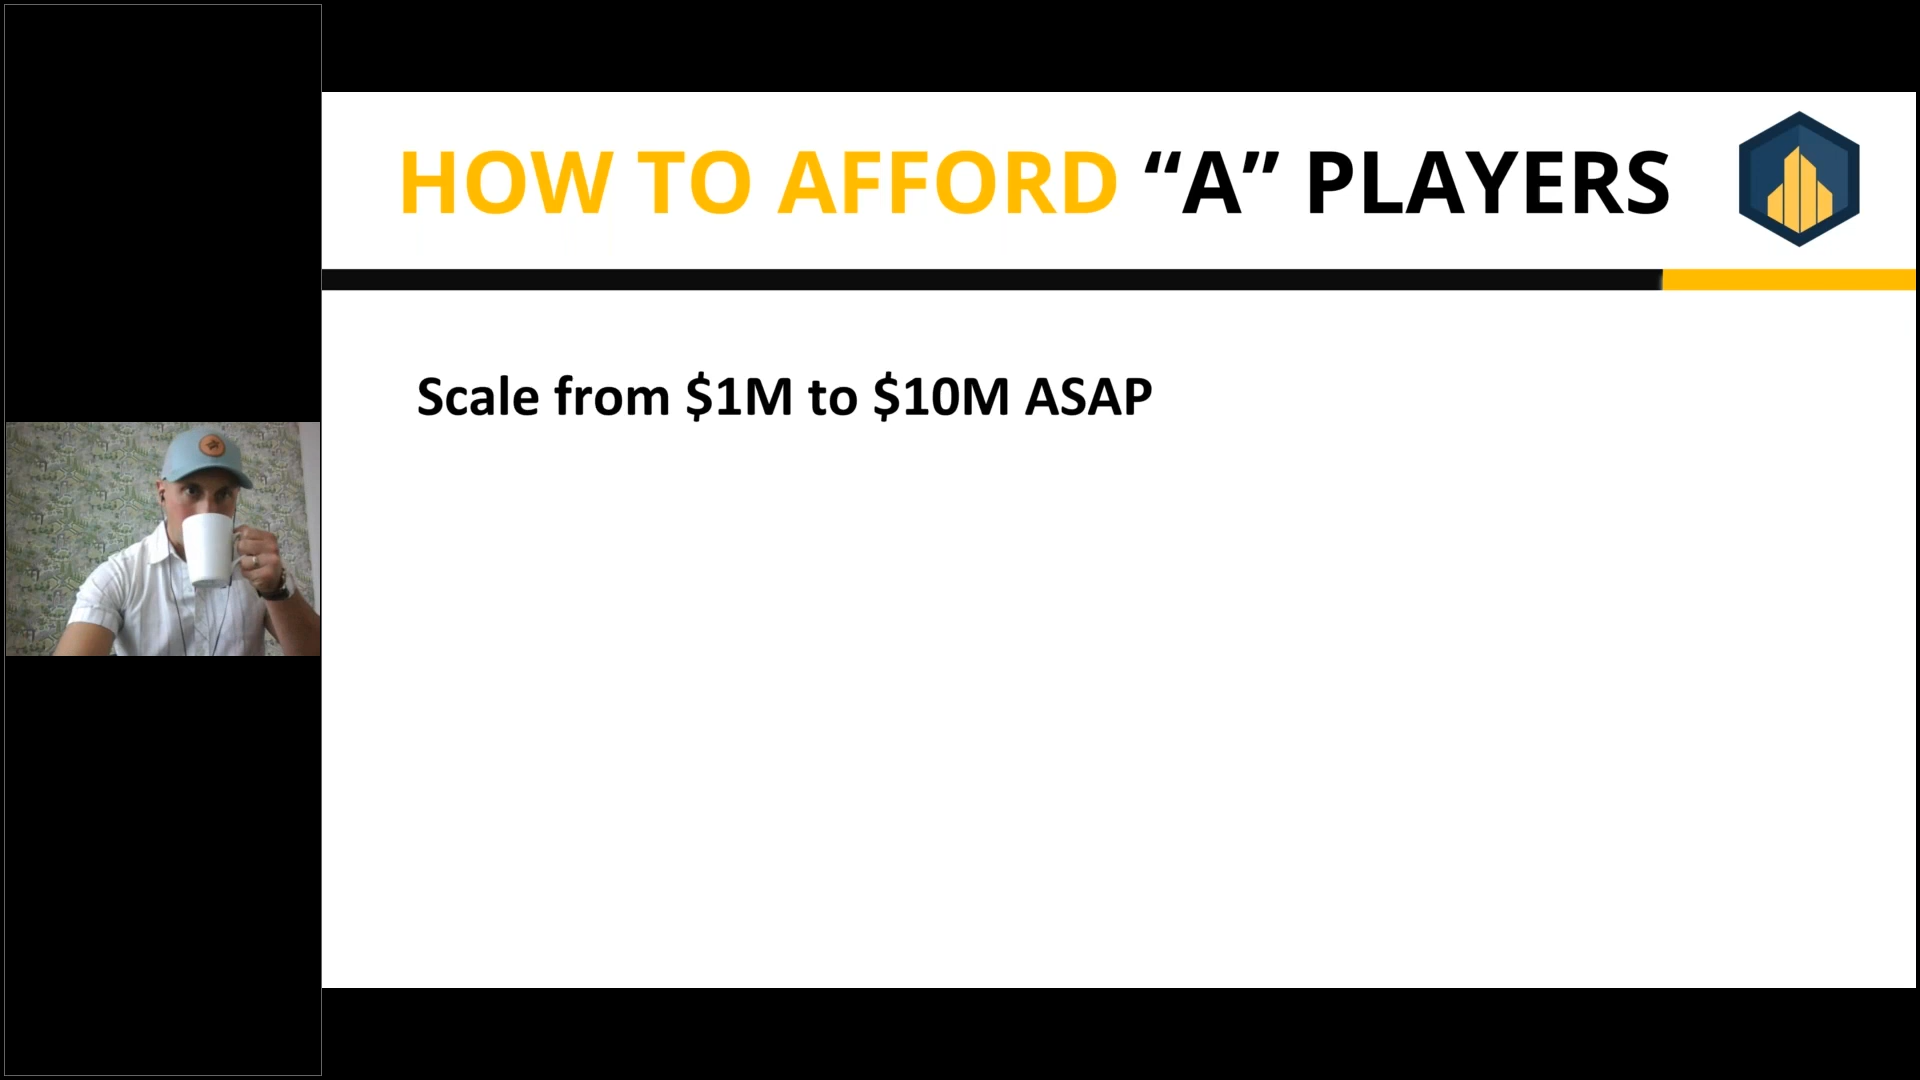 HOW TO AFFORD “A” PLAYERS
Scale from $1M to $10M ASAP